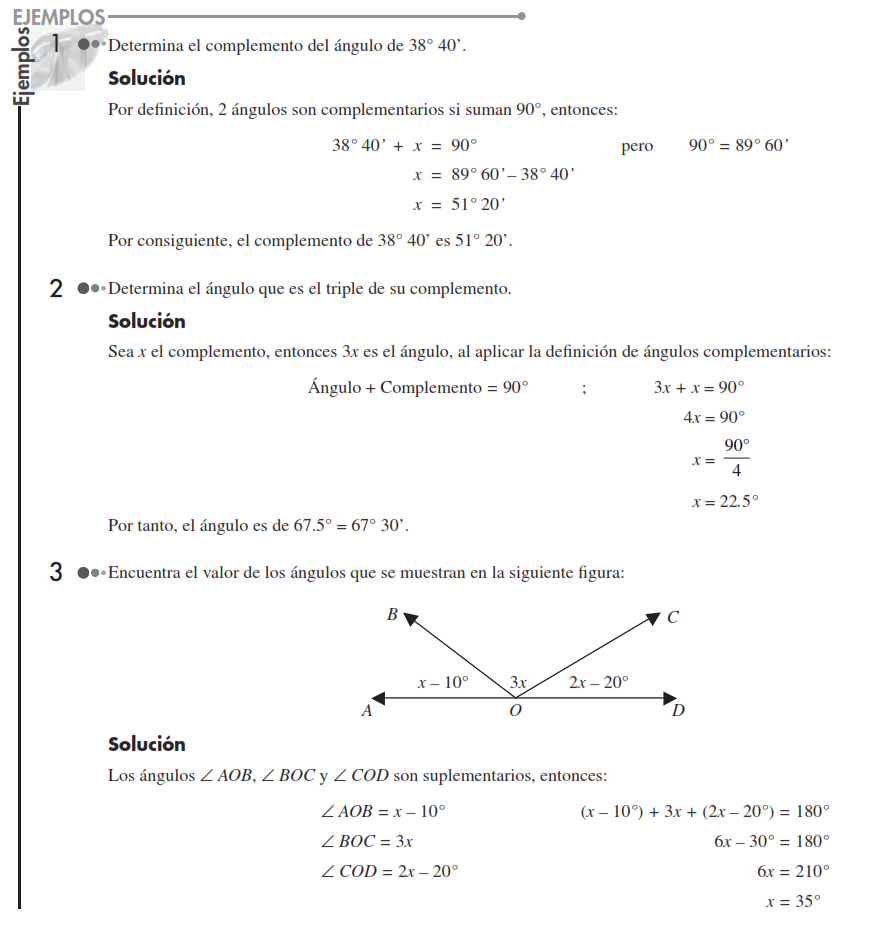 EJEMPLOS
Ejemplos
1 Determina el complemento del ángulo de 38° 40’.
Solución
Por definición, 2 ángulos son complementarios si suman 90°, entonces:
38° 40’ + x = 90° pero 90° = 89° 60’
x = 89° 60’ – 38° 40’
x = 51° 20’
Por consiguiente, el complemento de 38° 40’ es 51° 20’.
2 Determina el ángulo que es el triple de su complemento.
Solución
Sea x el complemento, entonces 3x es el ángulo, al aplicar la definición de ángulos complementarios:
Ángulo + Complemento = 90° ; 3x + x = 90°
4x = 90°
x = 90°/4
x = 22.5°
Por tanto, el ángulo es de 67.5° = 67° 30’.
3 Encuentra el valor de los ángulos que se muestran en la siguiente figura:
B C
x – 10° 3x 2x – 20°
A O D
Solución
Los ángulos ∠ AOB, ∠ BOC y ∠ COD son suplementarios, entonces:
∠ AOB = x – 10° (x – 10°) + 3x + (2x – 20°) = 180°
∠ BOC = 3x 6x – 30° = 180°
∠ COD = 2x – 20° 6x = 210°
x = 35°